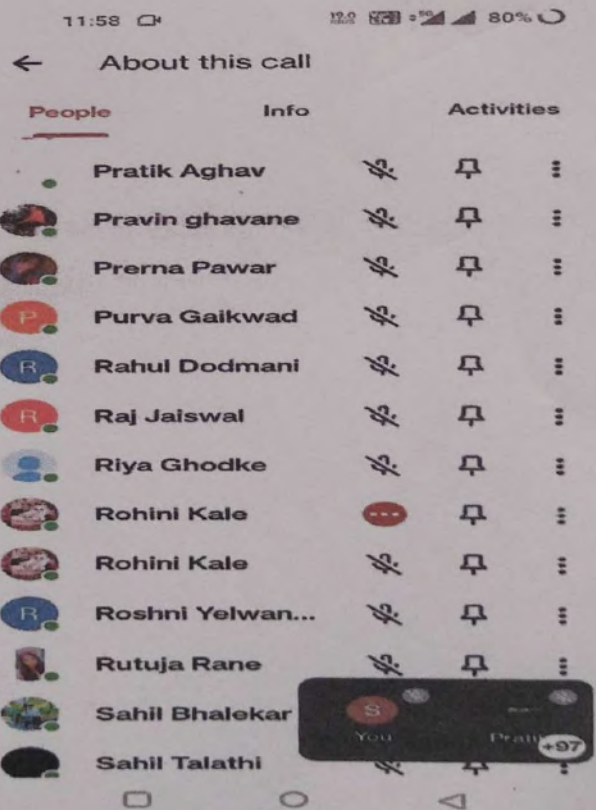 11:58 80%
About this call
People Info Activities
Pratik Aghav
Pravin ghavane
Prerna Pawar
P Purva Gaikwad
R Rahul Dodmani
R Raj Jaiswal
Riya Ghodke
Rohini Kale
Rohini Kale
R Roshni Yelwan...
Rutuja Rane
Sahil Bhalekar
S
You Prati
+97
Sahil Talathi